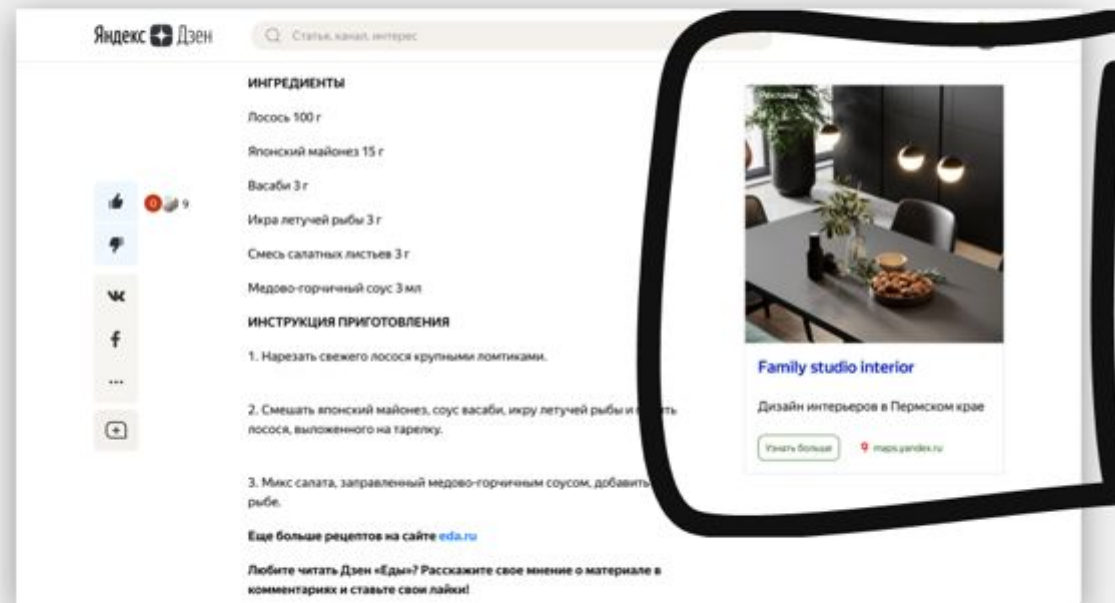 Яндекс Дзен
Статья, канал, интерес
ИНГРЕДИЕНТЫ
Лосось 100 г
Японский майонез 15 г
Васаби 3 г
Икра летучей рыбы 3 г
Смесь салатных листьев 3 г
Медово-горчичный соус 3 мл
ИНСТРУКЦИЯ ПРИГОТОВЛЕНИЯ
1. Нарезать свежего лосося крупными ломтиками.
2. Смешать японский майонез, соус васаби, икру летучей рыбы и
лосося, выложенного на тарелку.
3. Микс салата, заправленный медово-горчичным соусом, добавить
рыбе.
Еще больше рецептов на сайте eda.ru
Любите читать Дзен «Еды»? Расскажите свое мнение о материале в
комментариях и ставьте свои лайки!
9
Реклама
Family studio interior
Дизайн интерьеров в Пермском крае
Узнать больше
maps.yandex.ru